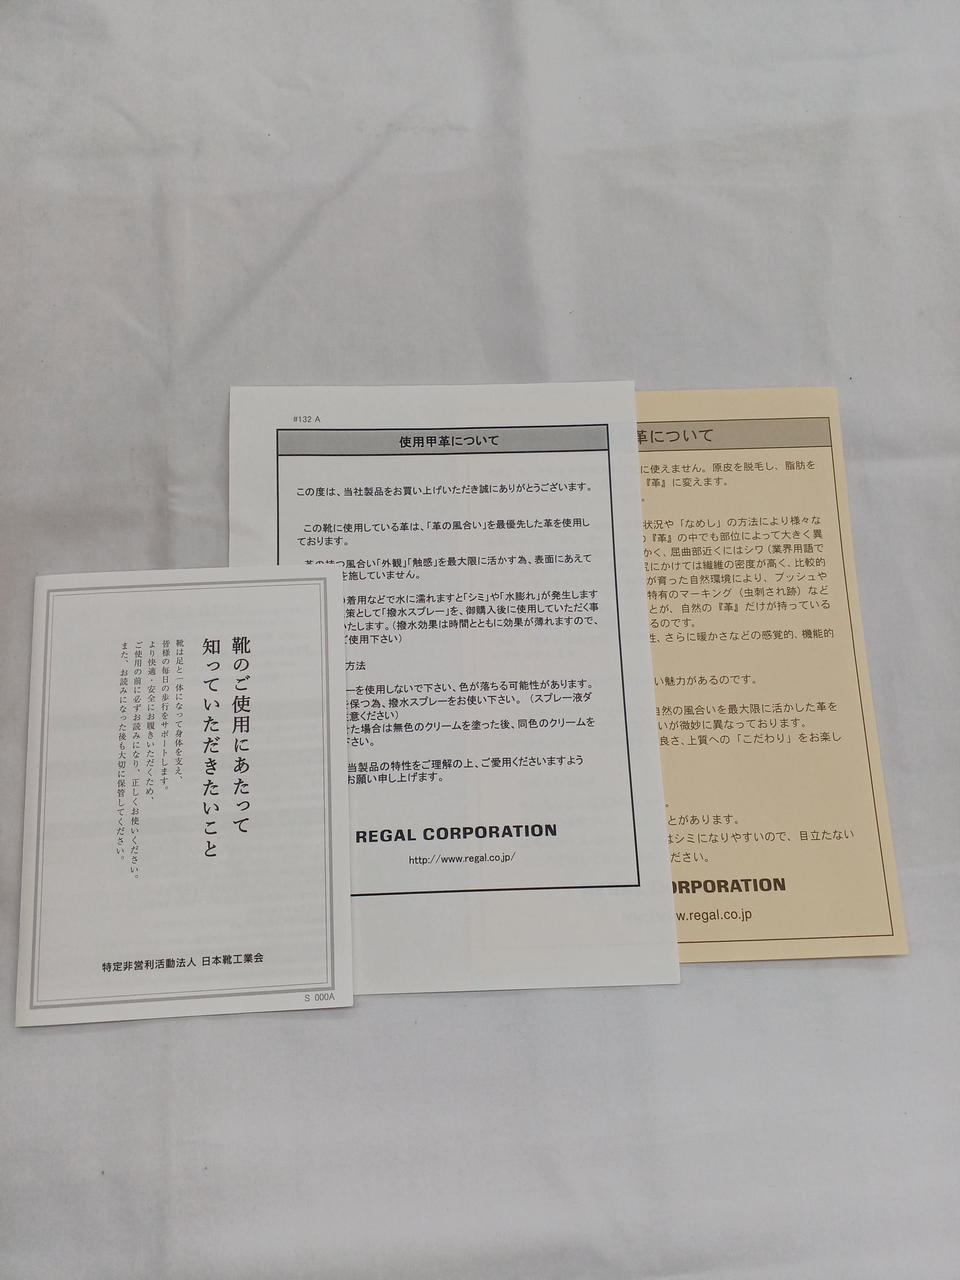 靴のご使用にあたって
知っていただきたいこと
靴は足と一体になって身体を支え、
皆様の毎日の歩行をサポートします。
より快適・安全にお履きいただくため、
ご使用の前に必ずお読みになり、正しくお使いください。
また、お読みになった後も大切に保管してください。
特定非営利活動法人 日本靴工業会
S 000A
#132 A
使用甲革について
この度は、当社製品をお買い上げいただき誠にありがとうございます。
この靴に使用している革は、「革の風合い」を最優先した革を使用し
ております。
革の持つ風合い「外観」「触感」を最大限に活かす為、表面にあえて
を施していません。
着用などで水に濡れますと「シミ」や「水膨れ」が発生します
策として「撥水スプレー」を、御購入後に使用していただく事
いたします。(撥水効果は時間とともに効果が薄れますので、
ご使用下さい)
方法
ーを使用しないで下さい、色が落ちる可能性があります。
を保つ為、撥水スプレーをお使い下さい。 (スプレー液ダ
意ください)
た場合は無色のクリームを塗った後、同色のクリームを
下さい。
当製品の特性をご理解の上、ご愛用くださいますよう
お願い申し上げます。
REGAL CORPORATION
http://www.regal.co.jp/
革について
に使えません。原皮を脱毛し、脂肪を
『革』に変えます。
状況や「なめし」の方法により様々な
『革』の中でも部位によって大きく異
かく、屈曲部近くにはシワ(業界用語で
にかけては繊維の密度が高く、比較的
が育った自然環境により、ブッシュや
特有のマーキング(虫刺され跡)など
とが、自然の『革』だけが持っている
るのです。
性、さらに暖かさなどの感覚的、機能的
い魅力があるのです。
自然の風合いを最大限に活かした革を
いが微妙に異なっております。
良さ、上質への「こだわり」をお楽し
とがあります。
はシミになりやすいので、目立たない
ださい。
ORPORATION
w.regal.co.jp